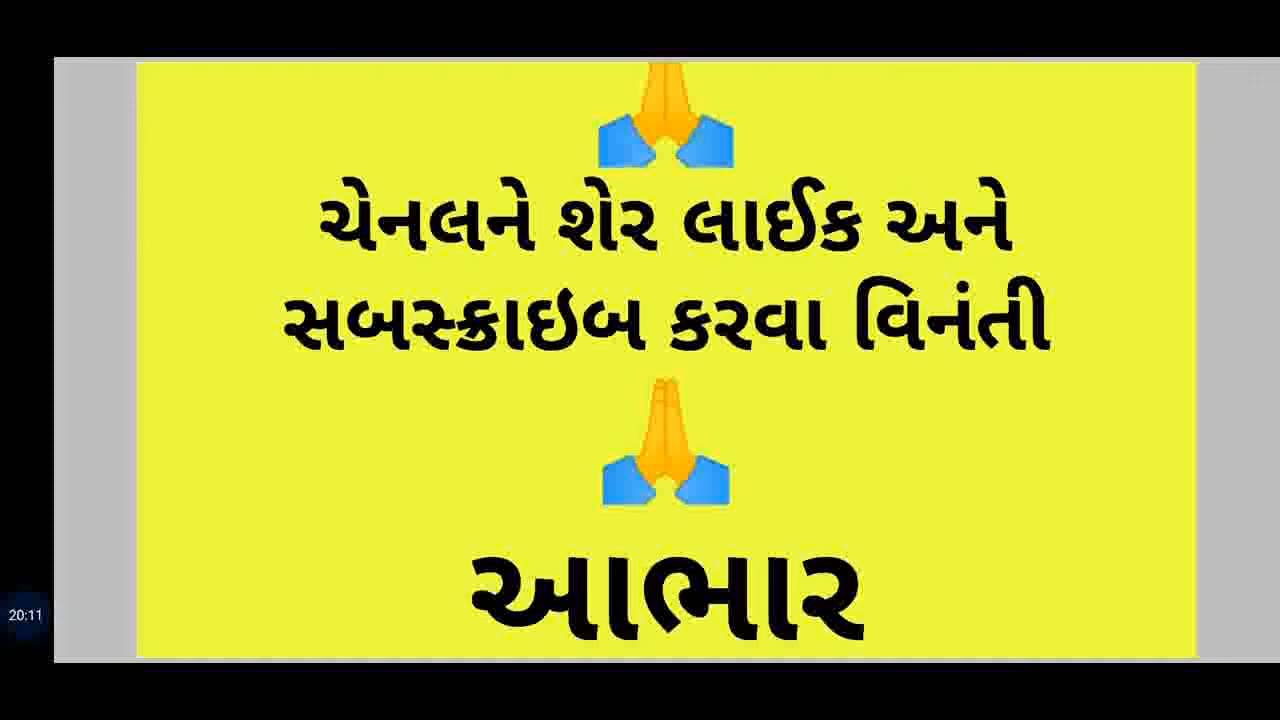 ચેનલને શેર લાઈક અને
સબસ્ક્રાઇબ કરવા વિનંતી
આભાર
20:11